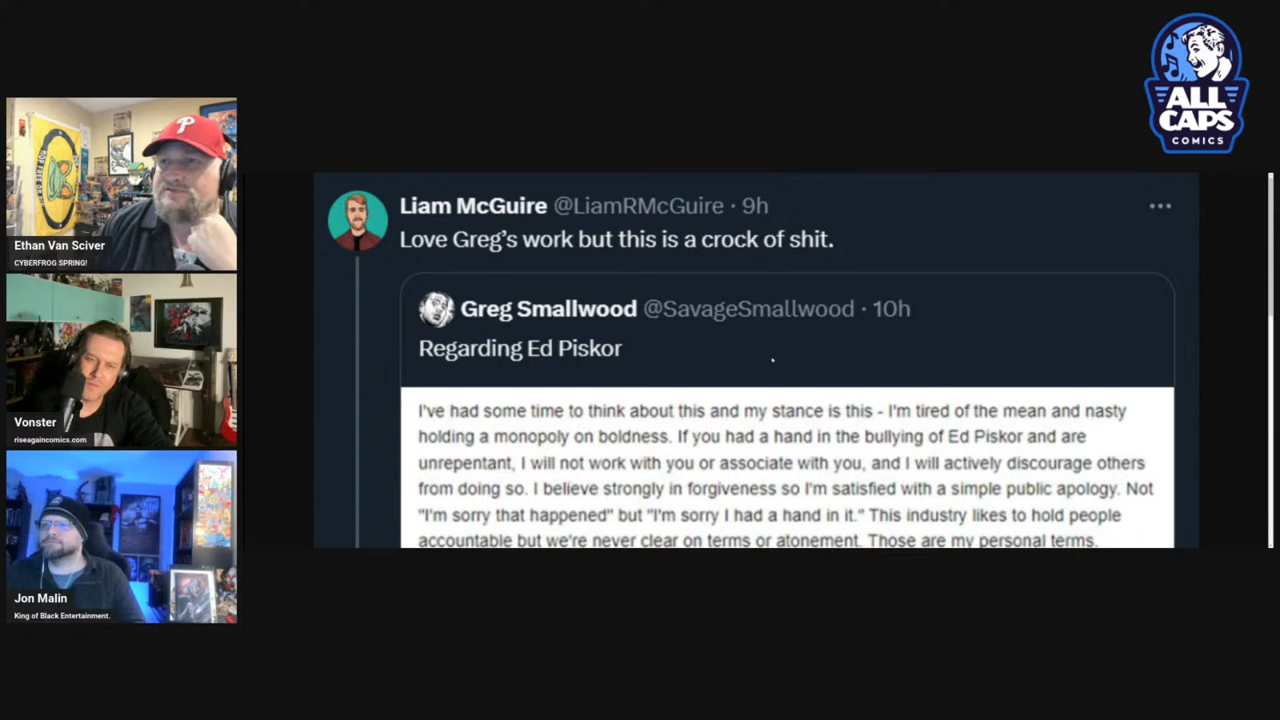 ALL
CAPS
COMICS
Ethan Van Sciver
CYBERFROG SPRING!
Vonster
riseagaincomics.com
Jon Malin
King of Black Entertainment.
Liam McGuire @LiamRMcGuire · 9h
Love Greg's work but this is a crock of shit.
Greg Smallwood @SavageSmallwood · 10h
Regarding Ed Piskor
I've had some time to think about this and my stance is this - I'm tired of the mean and nasty
holding a monopoly on boldness. If you had a hand in the bullying of Ed Piskor and are
unrepentant, I will not work with you or associate with you, and I will actively discourage others
from doing so. I believe strongly in forgiveness so I'm satisfied with a simple public apology. Not
"I'm sorry that happened" but "I'm sorry I had a hand in it." This industry likes to hold people
accountable but we're never clear on terms or atonement. Those are my personal terms.